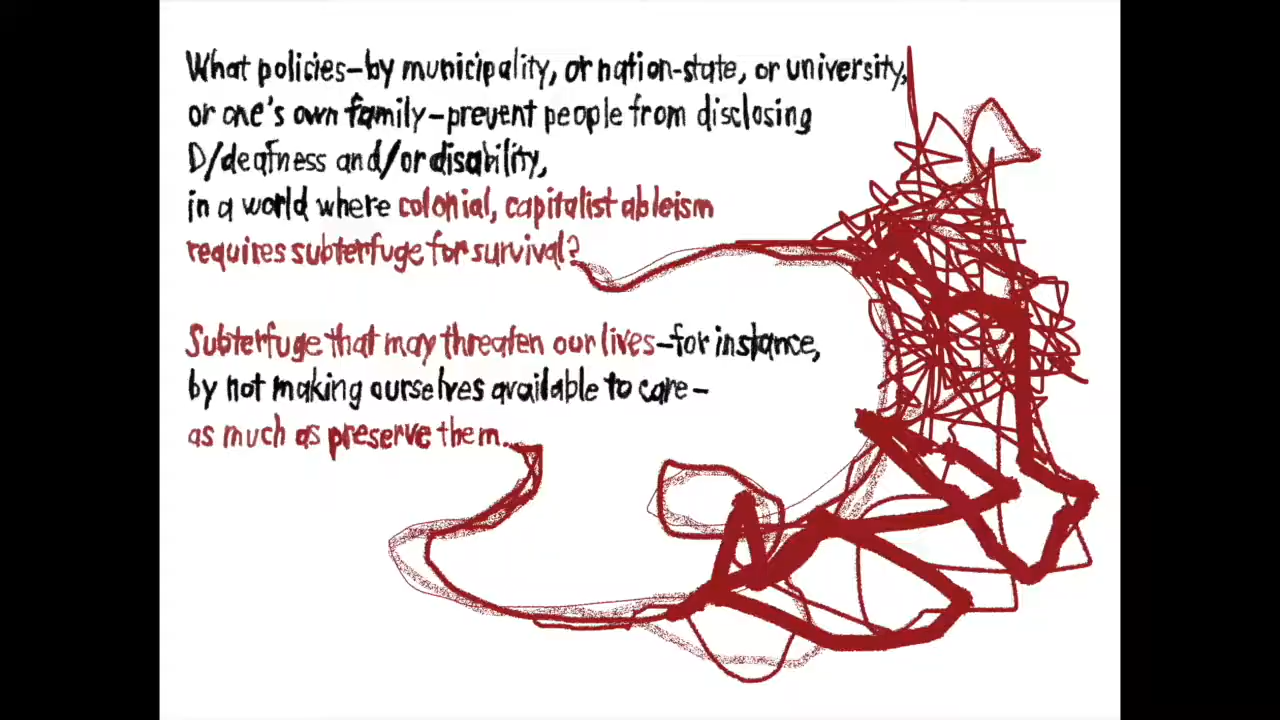 What policies–by municipality, or nation-state, or university,
or one's own family–prevent people from disclosing
D/deafness and/or disability,
in a world where colonial, capitalist ableism
requires subterfuge for survival?
Subterfuge that may threaten our lives–for instance,
by not making ourselves available to care–
as much as preserve them...